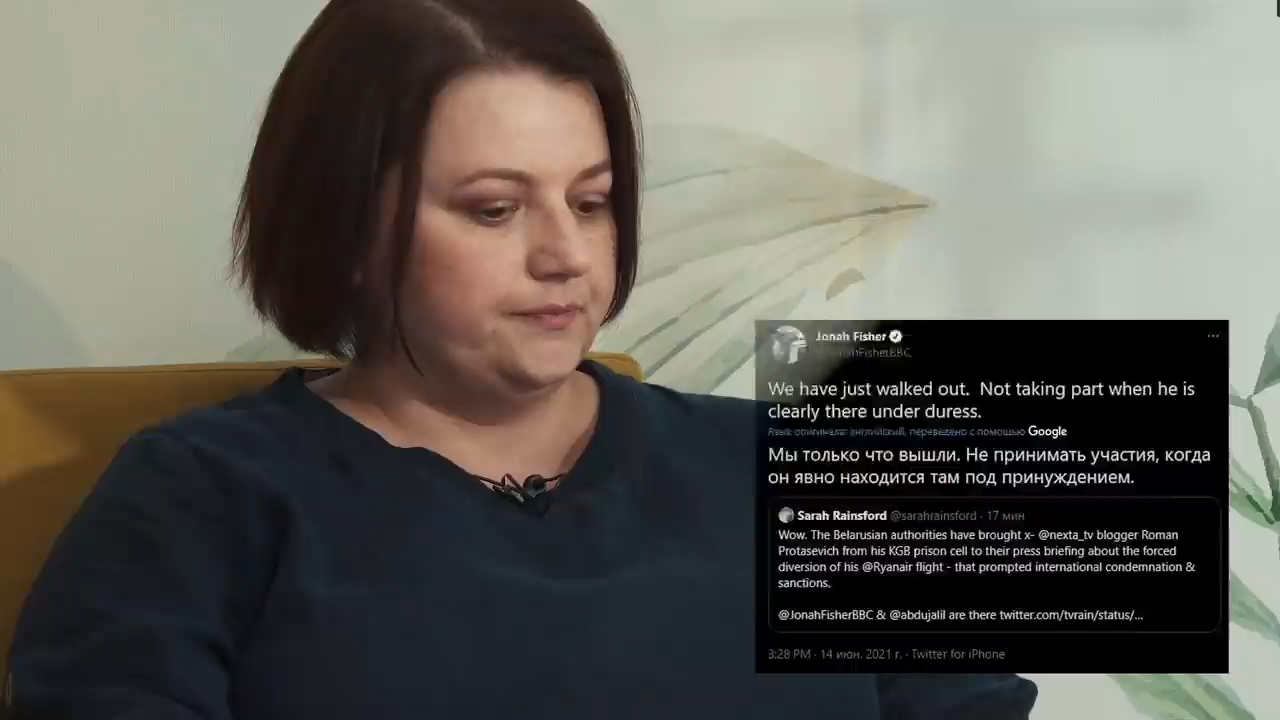 Jonah Fisher
We have just walked out. Not taking part when he is
clearly there under duress.
Язык оригинала: английский, переведено с помощью Google
Мы только что вышли. Не принимать участия, когда
он явно находится там под принуждением.
Sarah Rainsford @sarahrainsford · 17 мин
Wow. The Belarusian authorities have brought x- @nexta_tv blogger Roman
Protasevich from his KGB prison cell to their press briefing about the forced
diversion of his @Ryanair flight - that prompted international condemnation &
sanctions.
@JonahFisherBBC & @abdujalil are there twitter.com/tvrain/status/...
3:28 PM · 14 июн. 2021 г. · Twitter for iPhone